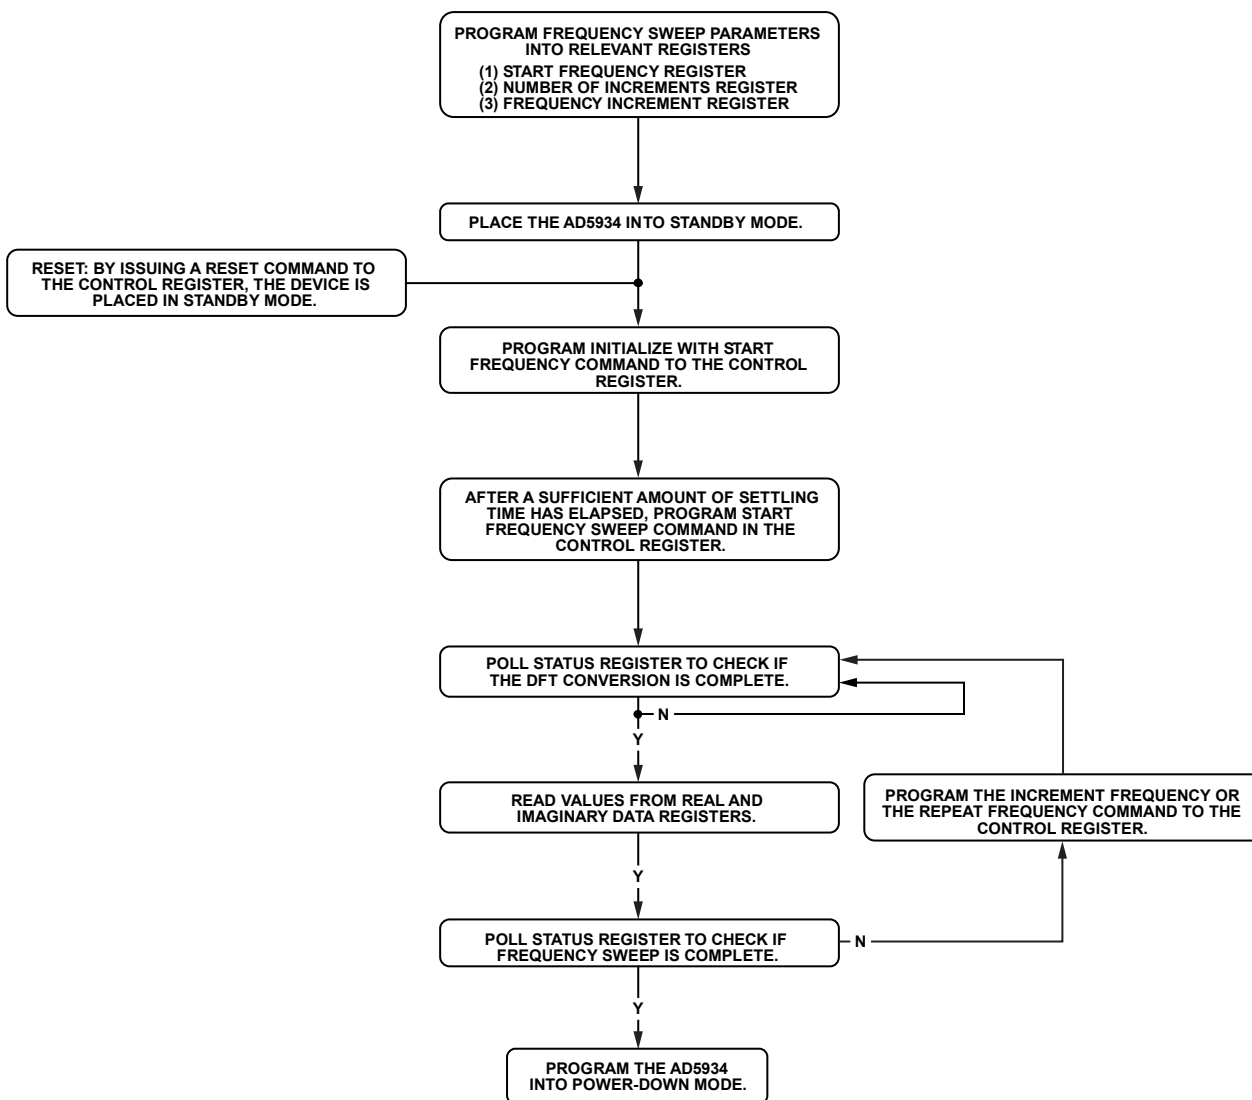 PROGRAM FREQUENCY SWEEP PARAMETERS
INTO RELEVANT REGISTERS
(1) START FREQUENCY REGISTER
(2) NUMBER OF INCREMENTS REGISTER
(3) FREQUENCY INCREMENT REGISTER
PLACE THE AD5934 INTO STANDBY MODE.
RESET: BY ISSUING A RESET COMMAND TO
THE CONTROL REGISTER, THE DEVICE IS
PLACED IN STANDBY MODE.
PROGRAM INITIALIZE WITH START
FREQUENCY COMMAND TO THE CONTROL
REGISTER.
AFTER A SUFFICIENT AMOUNT OF SETTLING
TIME HAS ELAPSED, PROGRAM START
FREQUENCY SWEEP COMMAND IN THE
CONTROL REGISTER.
POLL STATUS REGISTER TO CHECK IF
THE DFT CONVERSION IS COMPLETE.
N
Y
READ VALUES FROM REAL AND
IMAGINARY DATA REGISTERS.
PROGRAM THE INCREMENT FREQUENCY OR
THE REPEAT FREQUENCY COMMAND TO THE
CONTROL REGISTER.
Y
POLL STATUS REGISTER TO CHECK IF
FREQUENCY SWEEP IS COMPLETE.
N
Y
PROGRAM THE AD5934
INTO POWER-DOWN MODE.